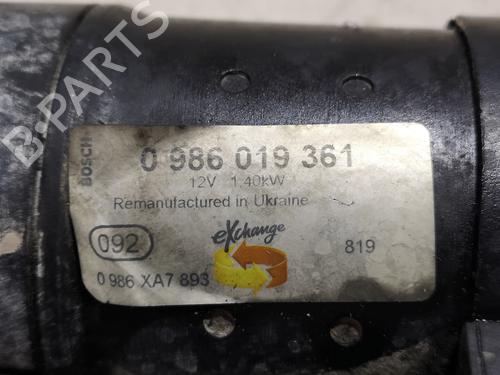 B-PARTS
BOSCH
0 986 019 361
12V 1,40kW
Remanufactured in Ukraine
092
eXchange
819
0 986 XA7 893